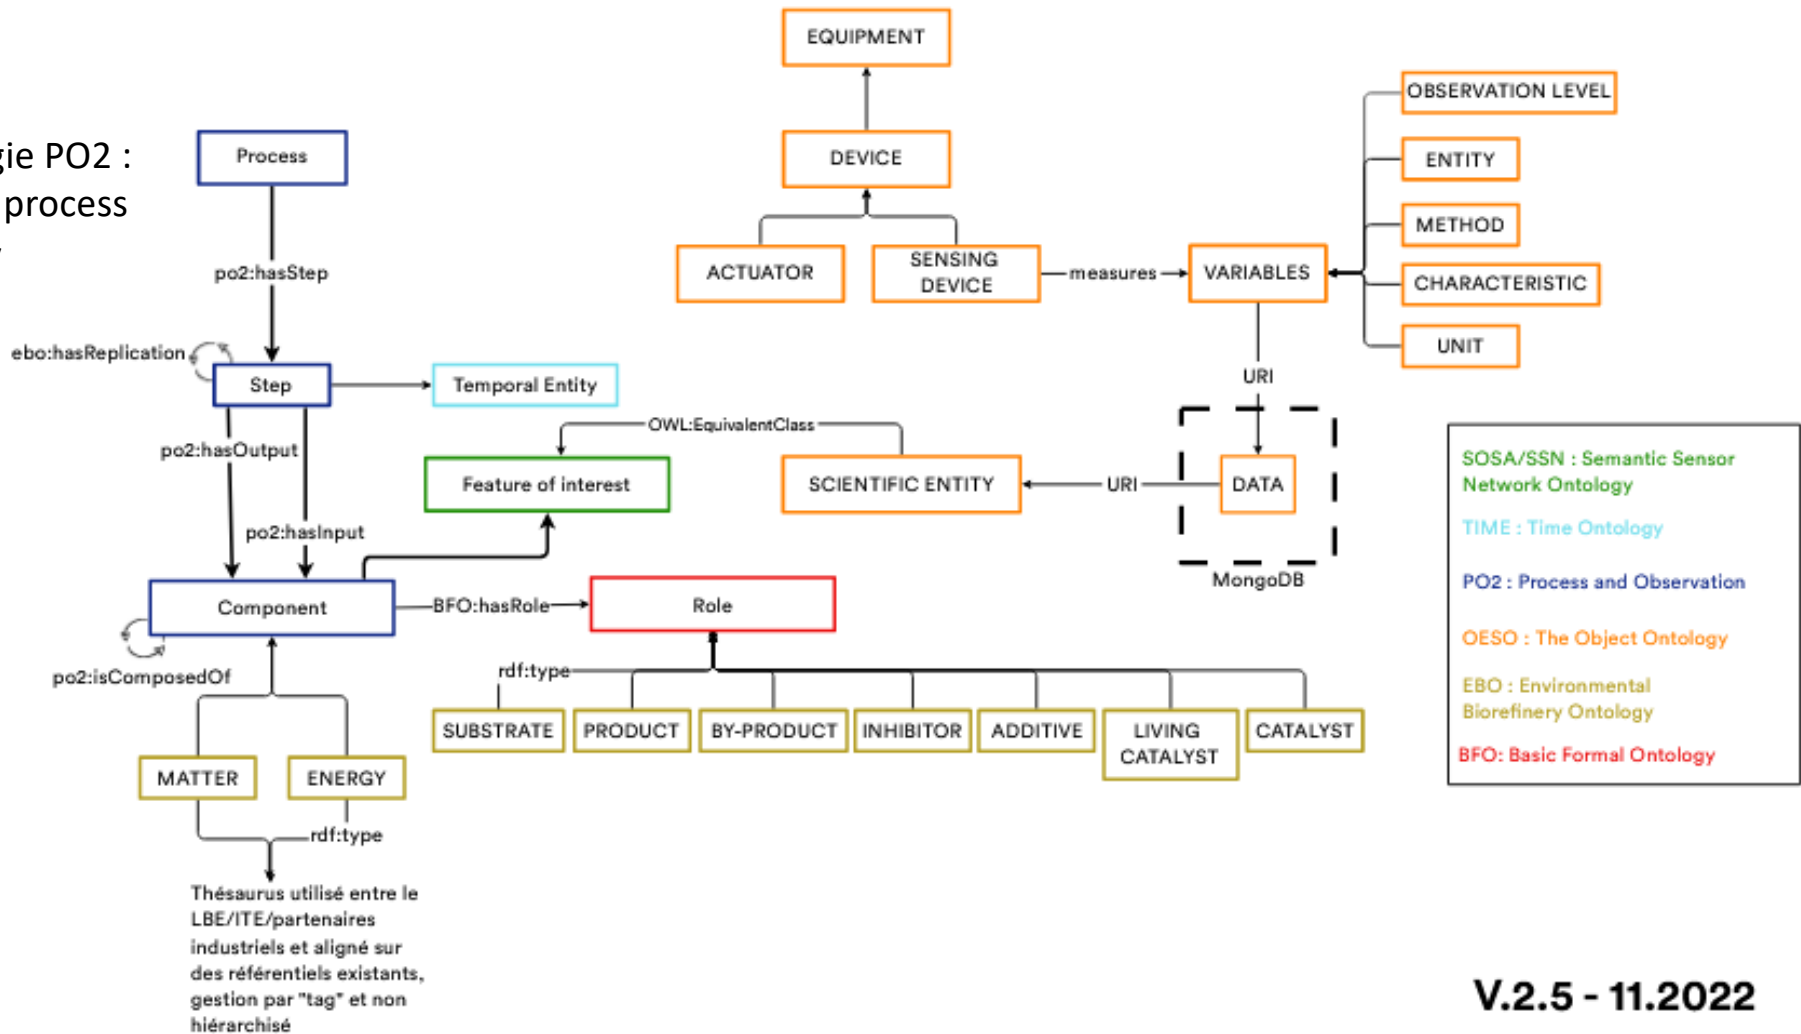 EQUIPMENT
OBSERVATION LEVEL
gie PO2 :
process
Process
DEVICE
ENTITY
METHOD
po2:hasStep
ACTUATOR
SENSING
DEVICE
measures
VARIABLES
CHARACTERISTIC
UNIT
ebo:hasReplication
Step
Temporal Entity
URI
OWL:EquivalentClass
po2:hasOutput
Feature of interest
SCIENTIFIC ENTITY
URI
DATA
po2:hasInput
MongoDB
Component
BFO:hasRole
Role
po2:isComposedOf
rdf:type
SUBSTRATE
PRODUCT
BY-PRODUCT
INHIBITOR
ADDITIVE
LIVING
CATALYST
CATALYST
MATTER
ENERGY
rdf:type
Thésaurus utilisé entre le
LBE/ITE/partenaires
industriels et aligné sur
des référentiels existants,
gestion par "tag" et non
hiérarchisé
SOSA/SSN : Semantic Sensor
Network Ontology
TIME : Time Ontology
PO2 : Process and Observation
OESO : The Object Ontology
EBO : Environmental
Biorefinery Ontology
BFO: Basic Formal Ontology
V.2.5 - 11.2022